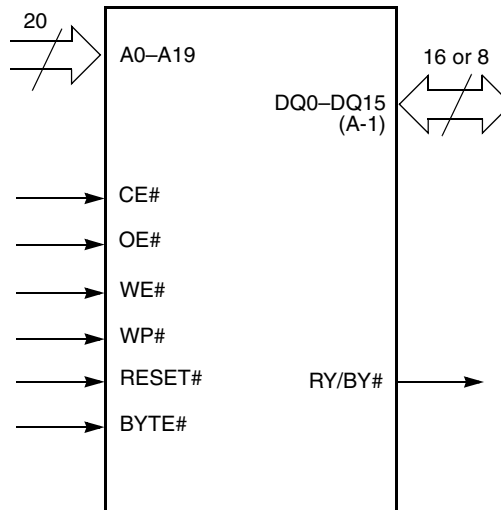 20
A0–A19
16 or 8
DQ0–DQ15
(A-1)
CE#
OE#
WE#
WP#
RESET#
RY/BY#
BYTE#